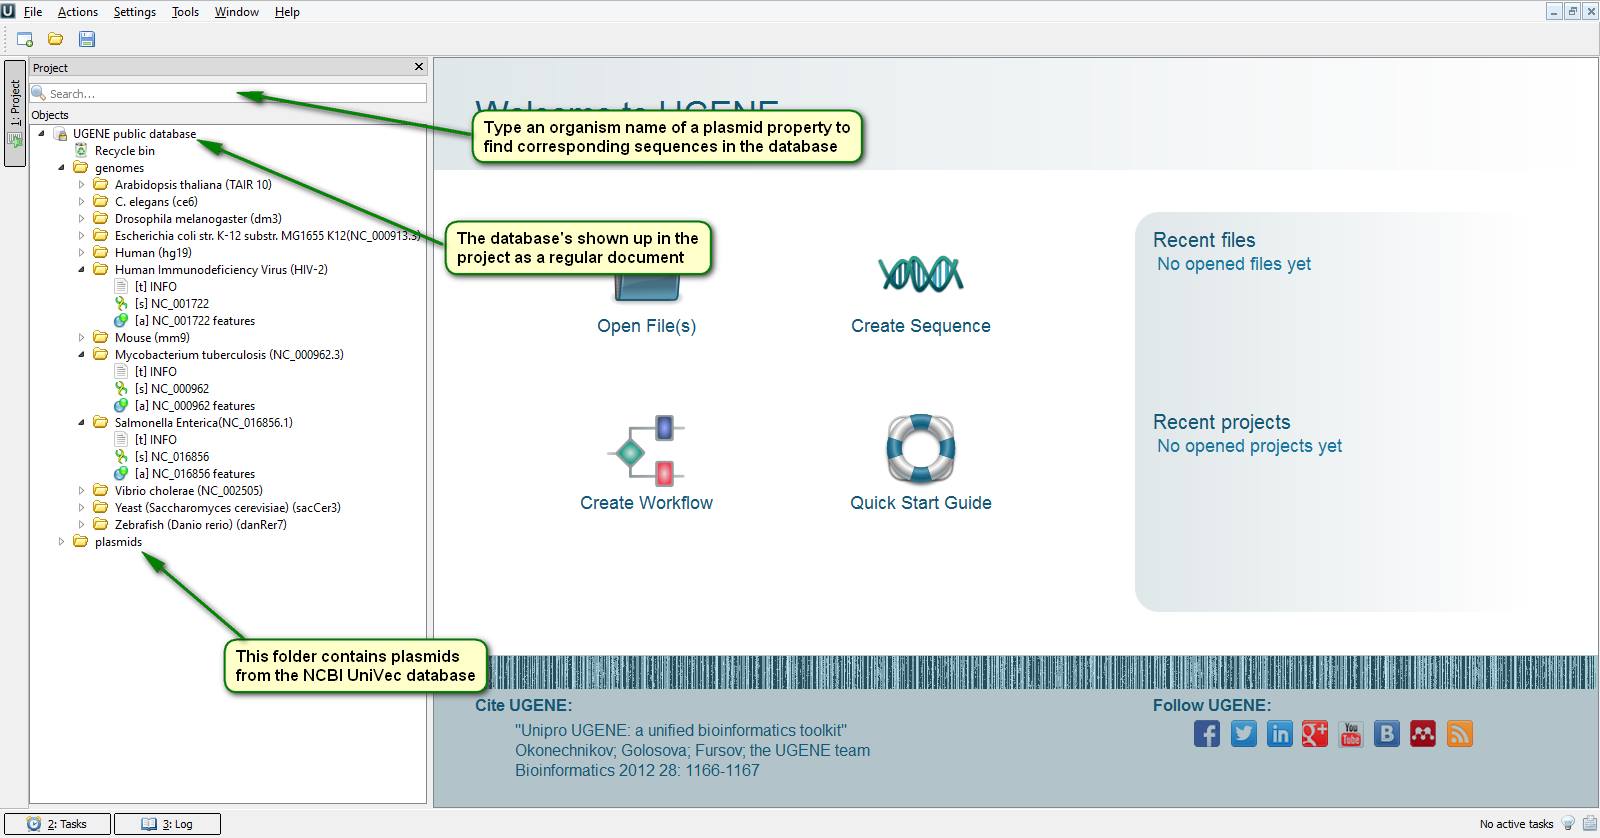 U File Actions Settings Tools Window Help
1: Project
Project
Search...
Objects
UGENE public database
Recycle bin
genomes
Arabidopsis thaliana (TAIR 10)
C. elegans (ce6)
Drosophila melanogaster (dm3)
Escherichia coli str. K-12 substr. MG1655 K12(NC_000913.3)
Human (hg19)
Human Immunodeficiency Virus (HIV-2)
[t] INFO
[s] NC_001722
[a] NC_001722 features
Mouse (mm9)
Mycobacterium tuberculosis (NC_000962.3)
[t] INFO
[s] NC_000962
[a] NC_000962 features
Salmonella Enterica(NC_016856.1)
[t] INFO
[s] NC_016856
[a] NC_016856 features
Vibrio cholerae (NC_002505)
Yeast (Saccharomyces cerevisiae) (sacCer3)
Zebrafish (Danio rerio) (danRer7)
plasmids
This folder contains plasmids
from the NCBI UniVec database
Welcome to UGENE
Type an organism name of a plasmid property to
find corresponding sequences in the database
The database's shown up in the
project as a regular document
Open File(s)
Create Sequence
Create Workflow
Quick Start Guide
Recent files
No opened files yet
Recent projects
No opened projects yet
Cite UGENE:
"Unipro UGENE: a unified bioinformatics toolkit"
Okonechnikov; Golosova; Fursov; the UGENE team
Bioinformatics 2012 28: 1166-1167
Follow UGENE:
f in g+ You Tube B
2: Tasks
3: Log
No active tasks